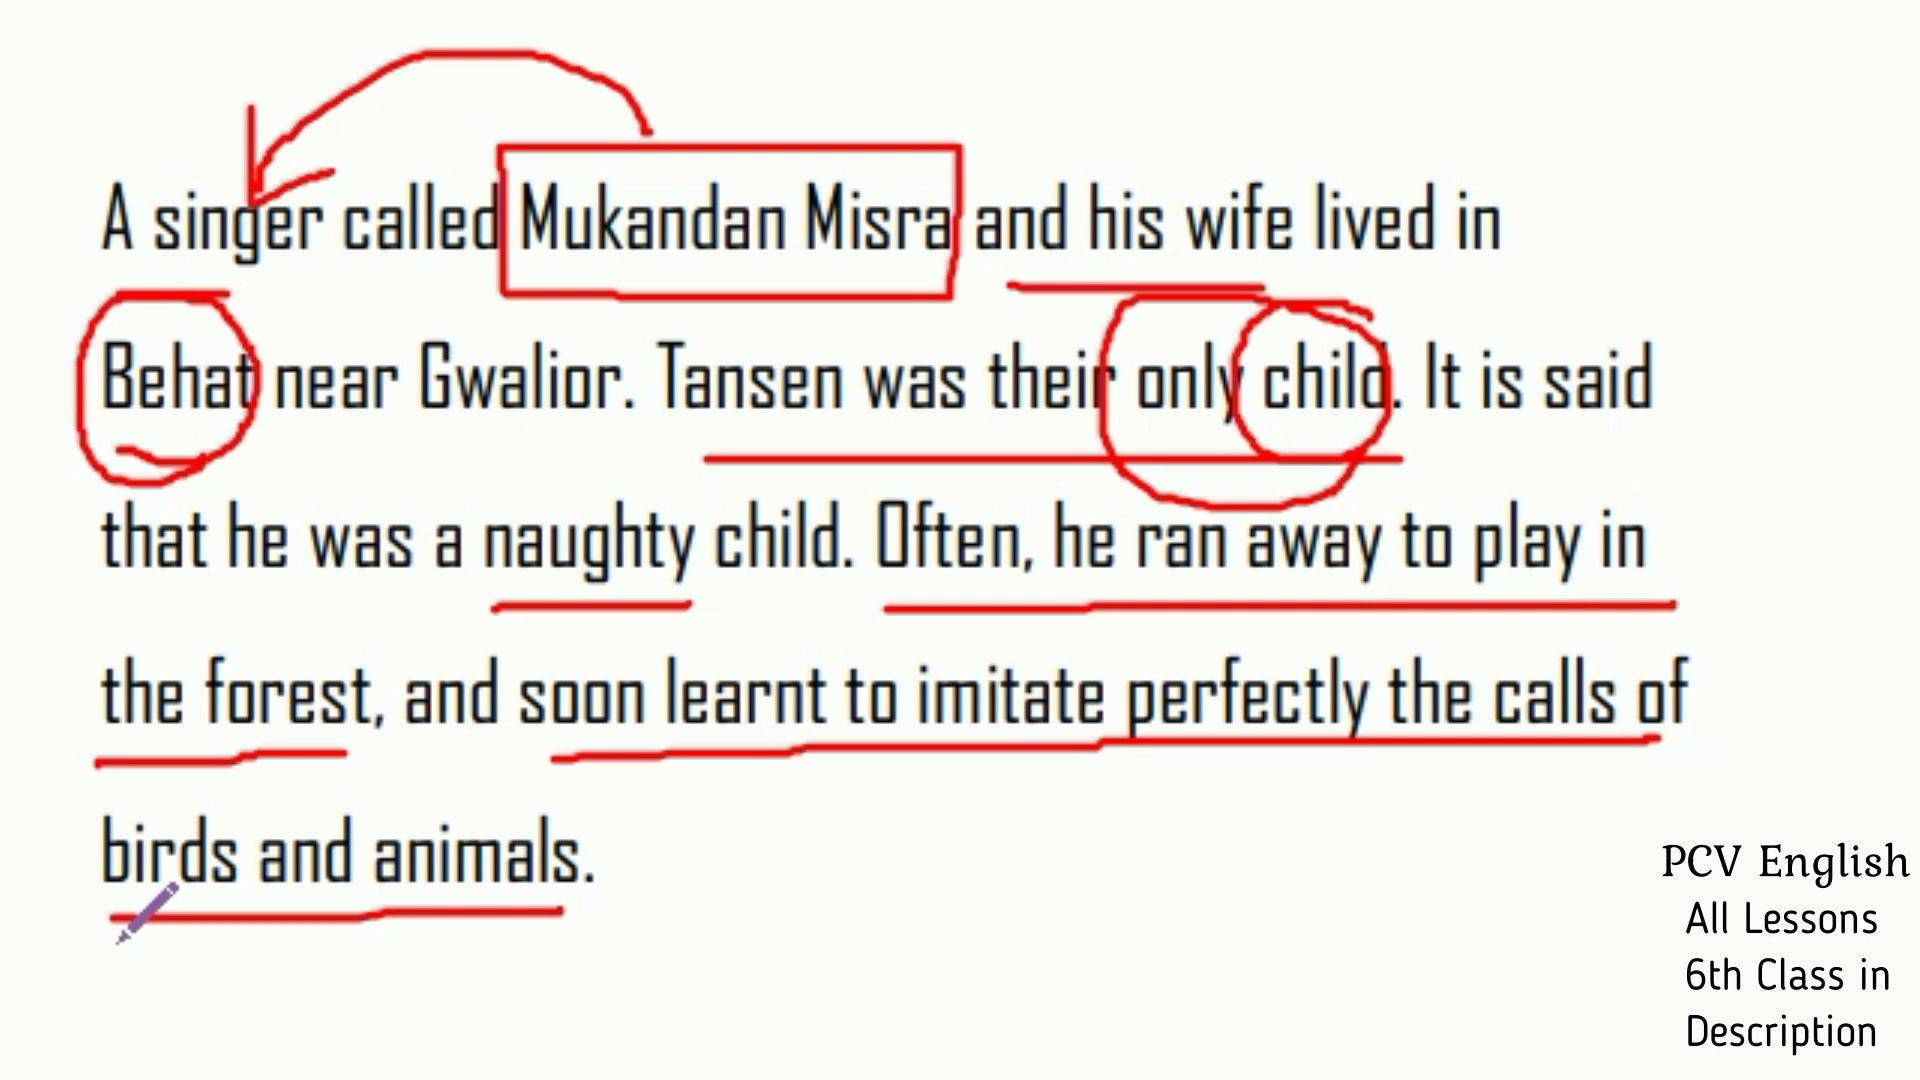 A singer called Mukandan Misra and his wife lived in
Behat near Gwalior. Tansen was their only child. It is said
that he was a naughty child. Often, he ran away to play in
the forest, and soon learnt to imitate perfectly the calls of
birds and animals.
PCV English
All Lessons
6th Class in
Description